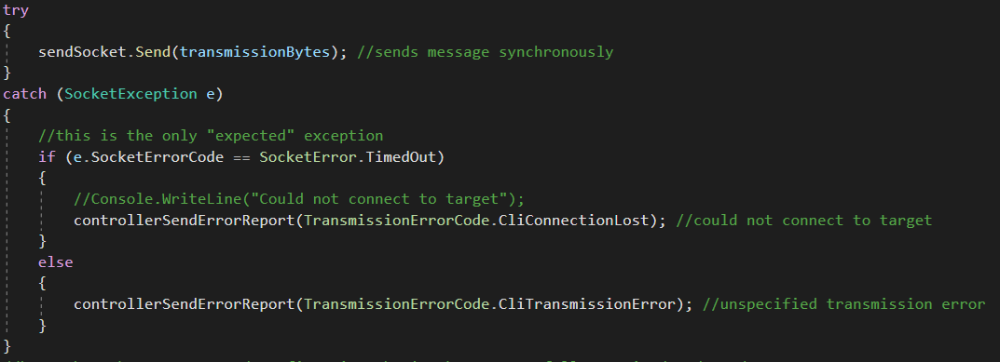 try
{
sendSocket.Send(transmissionBytes); //sends message synchronously
}
catch (SocketException e)
{
//this is the only "expected" exception
if (e.SocketErrorCode == SocketError.TimedOut)
{
//Console.WriteLine("Could not connect to target");
controllerSendErrorReport(TransmissionErrorCode.CliConnectionLost); //could not connect to target
}
else
{
controllerSendErrorReport(TransmissionErrorCode.CliTransmissionError); //unspecified transmission error
}
}